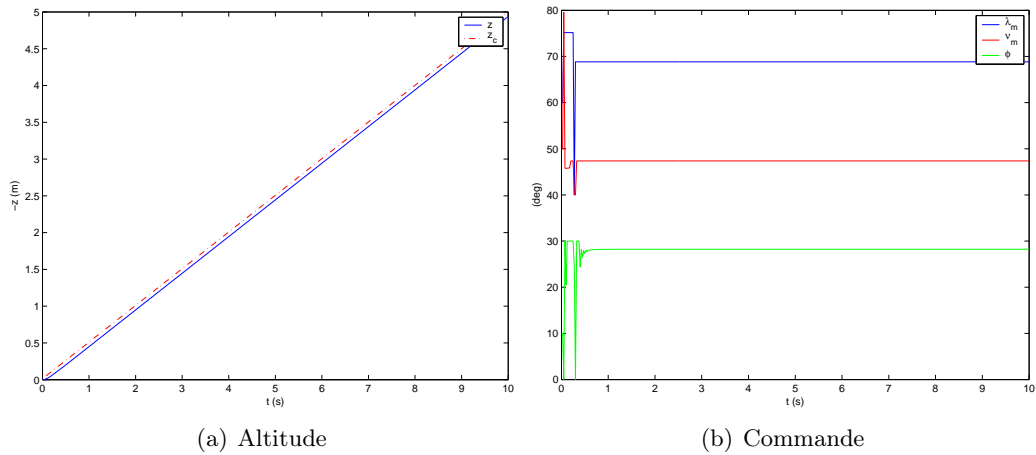 5
4.5
4
3.5
3
2.5
2
1.5
1
0.5
0
-z (m)
0 1 2 3 4 5 6 7 8 9 10
t (s)
z
z_c
(a) Altitude
80
70
60
50
40
30
20
10
0
(deg)
0 1 2 3 4 5 6 7 8 9 10
t (s)
λ_m
ν_m
ϕ
(b) Commande